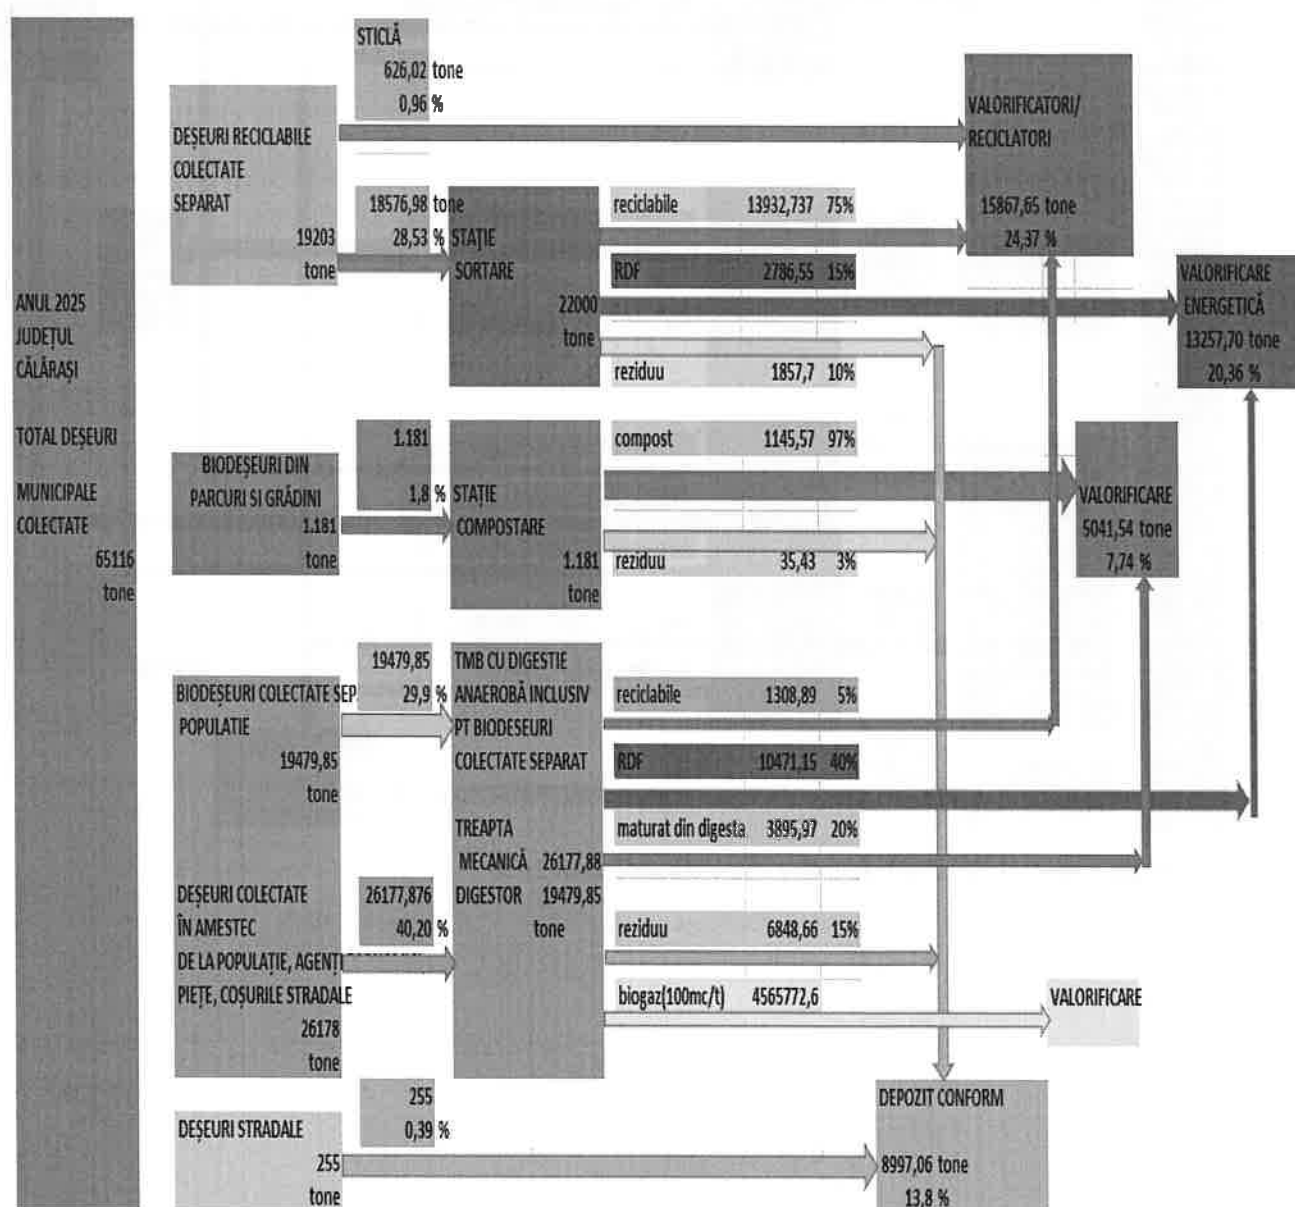 ANUL 2025
JUDEȚUL
CĂLĂRAȘI
TOTAL DEȘEURI
MUNICIPALE
COLECTATE
65116
tone
STICLĂ
626,02 tone
0,96 %
DEȘEURI RECICLABILE
COLECTATE
SEPARAT
19203
tone
18576,98 tone
28,53 %
STAȚIE
SORTARE
22000
tone
reciclabile 13932,737 75%
RDF 2786,55 15%
reziduu 1857,7 10%
VALORIFICATORI/
RECICLATORI
15867,65 tone
24,37 %
VALORIFICARE
ENERGETICĂ
13257,70 tone
20,36 %
BIODEȘEURI DIN
PARCURI SI GRĂDINI
1.181
tone
1.181
1,8 %
STAȚIE
COMPOSTARE
1.181
tone
compost 1145,57 97%
reziduu 35,43 3%
VALORIFICARE
5041,54 tone
7,74 %
BIODEȘEURI COLECTATE SEP
POPULATIE
19479,85
tone
19479,85
29,9 %
TMB CU DIGESTIE
ANAEROBĂ INCLUSIV
PT BIODESEURI
COLECTATE SEPARAT
TREAPTA
MECANICĂ 26177,88
DIGESTOR 19479,85
tone
reciclabile 1308,89 5%
RDF 10471,15 40%
maturat din digesta 3895,97 20%
reziduu 6848,66 15%
biogaz(100mc/t) 4565772,6
VALORIFICARE
DEȘEURI COLECTATE
ÎN AMESTEC
DE LA POPULAȚIE, AGENȚI
PIEȚE, COȘURILE STRADALE
26178
tone
26177,876
40,20 %
DEȘEURI STRADALE
255
tone
255
0,39 %
DEPOZIT CONFORM
8997,06 tone
13,8 %